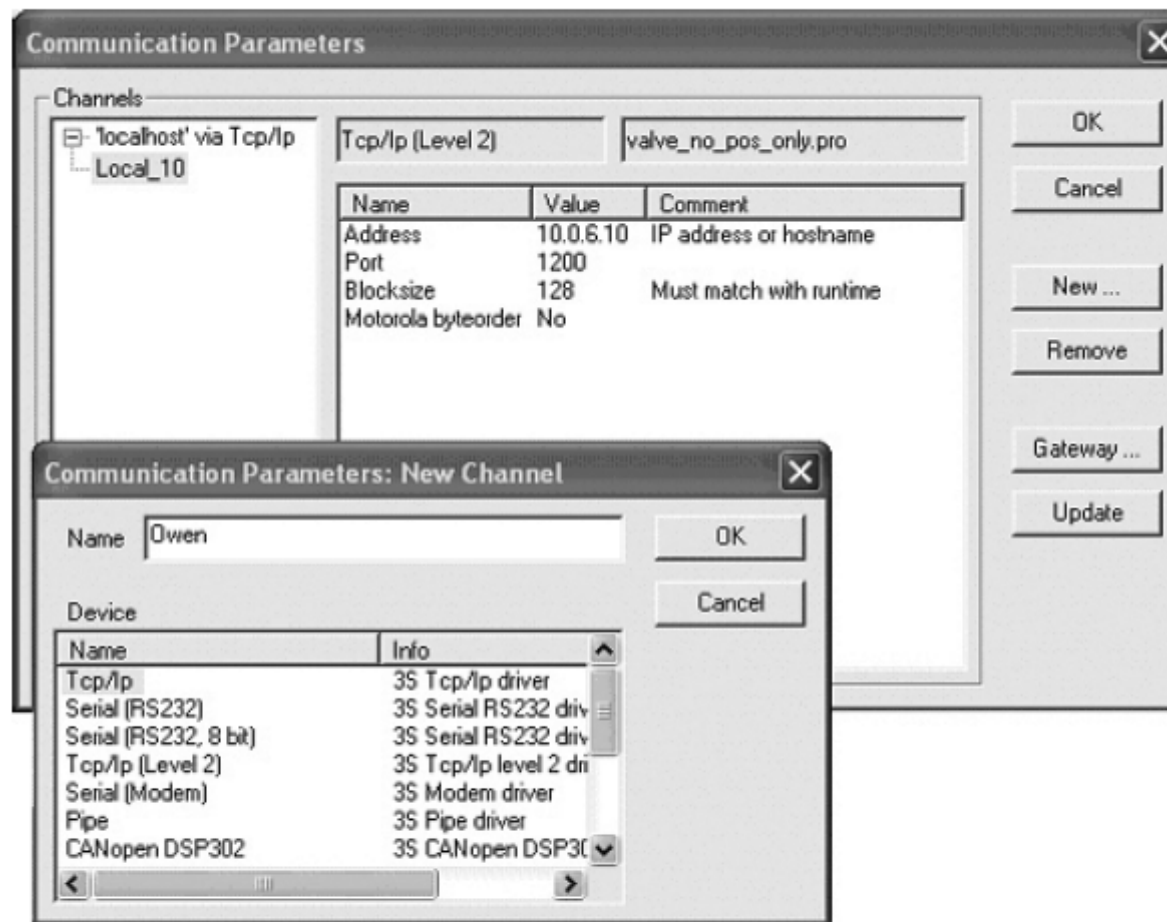 Communication Parameters
Channels
'localhost' via Tcp/Ip
Local_10
Tcp/Ip (Level 2)
valve_no_pos_only.pro
Name Value Comment
Address 10.0.6.10 IP address or hostname
Port 1200
Blocksize 128 Must match with runtime
Motorola byteorder No
OK
Cancel
New ...
Remove
Gateway ...
Update
Communication Parameters: New Channel
Name Owen
OK
Cancel
Device
Name Info
Tcp/Ip 3S Tcp/Ip driver
Serial (RS232) 3S Serial RS232 driv
Serial (RS232, 8 bit) 3S Serial RS232 driv
Tcp/Ip (Level 2) 3S Tcp/Ip level 2 dri
Serial (Modem) 3S Modem driver
Pipe 3S Pipe driver
CANopen DSP302 3S CANopen DSP30